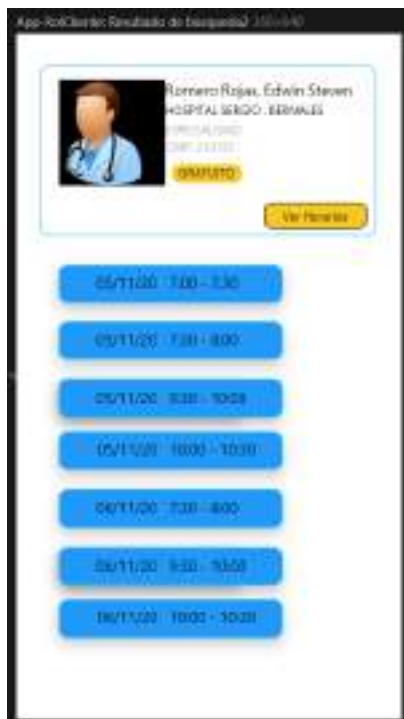 App-RolCliente: Resultado de búsqueda2 360×640
Romero Rojas, Edwin Steven
HOSPITAL SERGIO . BERNALES
ESPECIALIDAD
GRATUITO
Ver Horarios
05/11/20 7:00 - 7:30
05/11/20 7:30 - 8:00
05/11/20 9:30 - 10:00
05/11/20 10:00 - 10:30
06/11/20 7:30 - 8:00
06/11/20 9:30 - 10:00
06/11/20 10:00 - 10:30